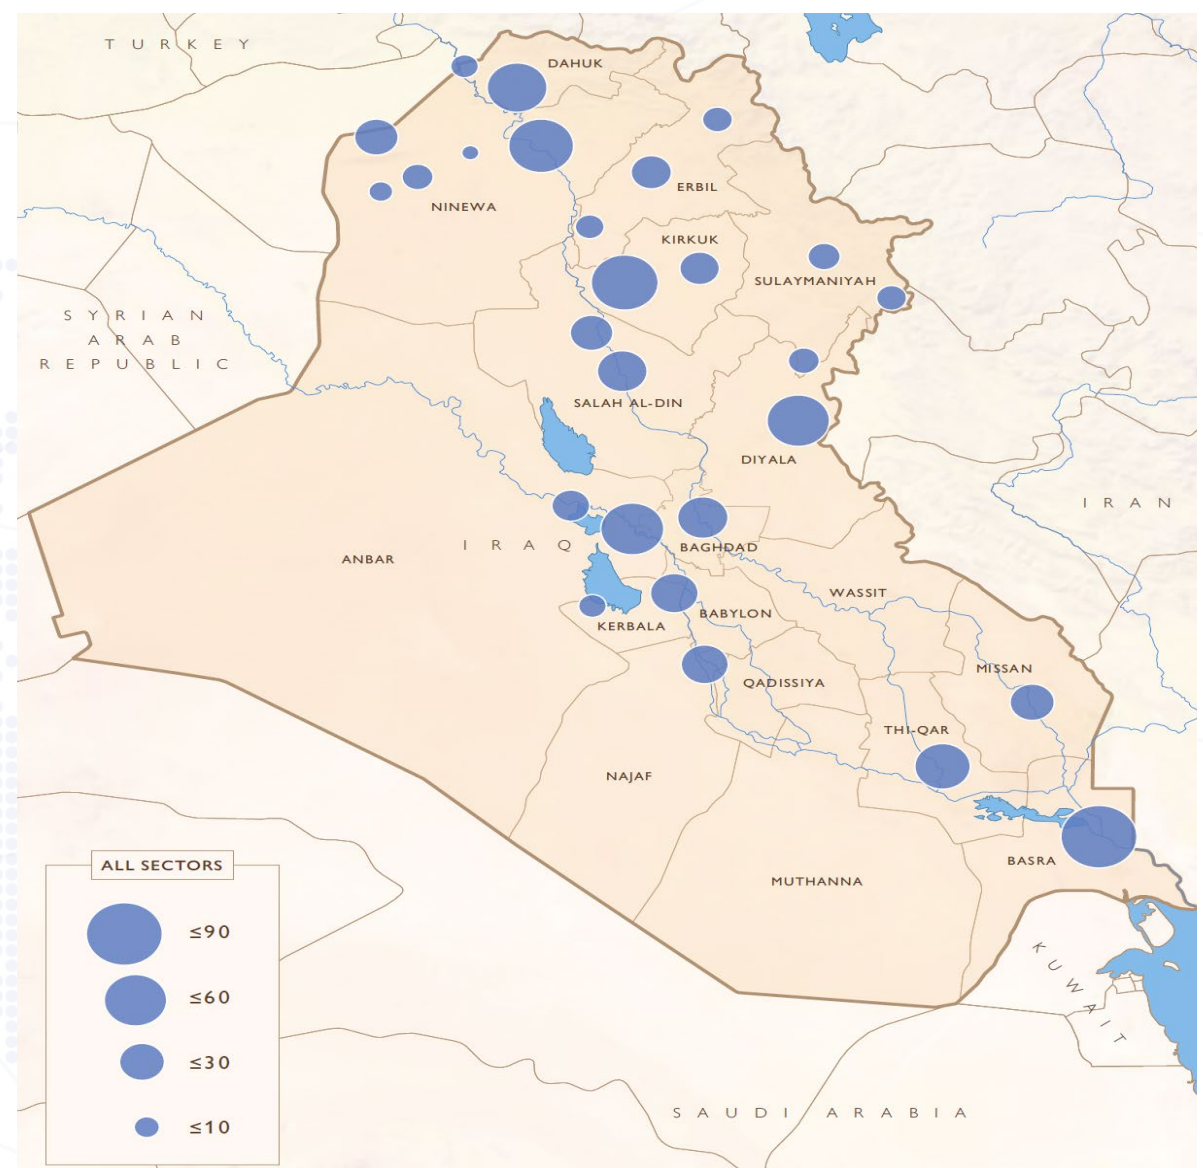 TURKEY
DAHUK
ERBIL
NINEWA
KIRKUK
SULAYMANIYAH
SYRIAN
ARAB
REPUBLIC
SALAH AL-DIN
DIYALA
IRAN
IRAQ
BAGHDAD
ANBAR
WASSIT
BABYLON
KERBALA
MISSAN
QADISSIYA
THI-QAR
NAJAF
BASRA
MUTHANNA
KUWAIT
SAUDI ARABIA
ALL SECTORS
≤90
≤60
≤30
≤10